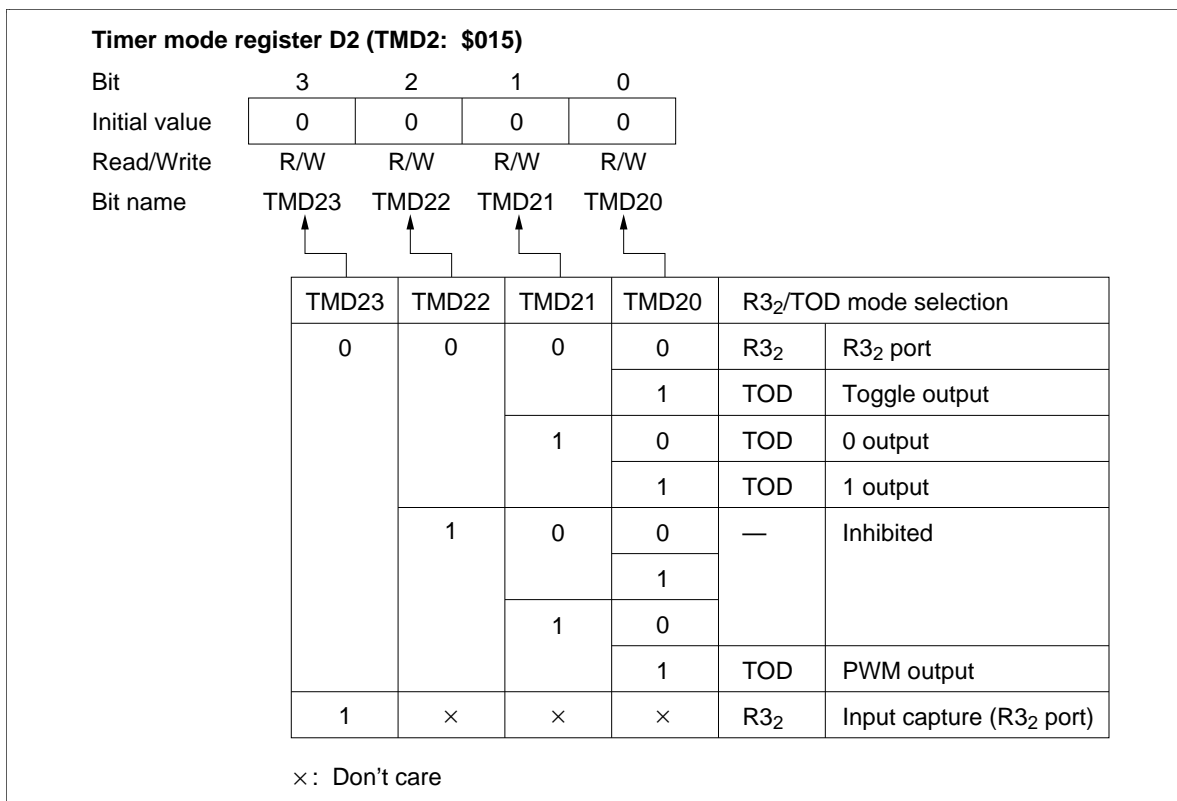 Timer mode register D2 (TMD2: $015)
Bit 3 2 1 0
Initial value 0 0 0 0
Read/Write R/W R/W R/W R/W
Bit name TMD23 TMD22 TMD21 TMD20
TMD23 TMD22 TMD21 TMD20 R3₂/TOD mode selection
0 0 0 0 R3₂ R3₂ port
1 TOD Toggle output
1 0 TOD 0 output
1 TOD 1 output
1 0 0 — Inhibited
1
1 0
1 TOD PWM output
1 × × × R3₂ Input capture (R3₂ port)
×: Don't care